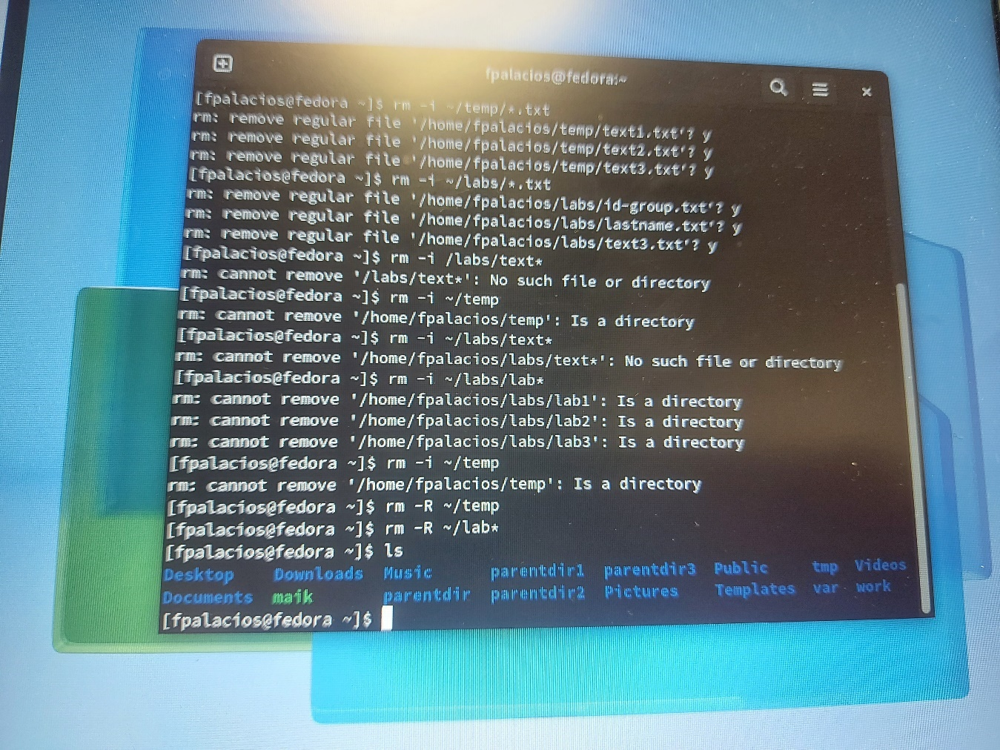 fpalacios@fedora:~
[fpalacios@fedora ~]$ rm -i ~/temp/*.txt
rm: remove regular file '/home/fpalacios/temp/text1.txt'? y
rm: remove regular file '/home/fpalacios/temp/text2.txt'? y
rm: remove regular file '/home/fpalacios/temp/text3.txt'? y
[fpalacios@fedora ~]$ rm -i ~/labs/*.txt
rm: remove regular file '/home/fpalacios/labs/id-group.txt'? y
rm: remove regular file '/home/fpalacios/labs/lastname.txt'? y
rm: remove regular file '/home/fpalacios/labs/text3.txt'? y
[fpalacios@fedora ~]$ rm -i /labs/text*
rm: cannot remove '/labs/text*': No such file or directory
[fpalacios@fedora ~]$ rm -i ~/temp
rm: cannot remove '/home/fpalacios/temp': Is a directory
[fpalacios@fedora ~]$ rm -i ~/labs/text*
rm: cannot remove '/home/fpalacios/labs/text*': No such file or directory
[fpalacios@fedora ~]$ rm -i ~/labs/lab*
rm: cannot remove '/home/fpalacios/labs/lab1': Is a directory
rm: cannot remove '/home/fpalacios/labs/lab2': Is a directory
rm: cannot remove '/home/fpalacios/labs/lab3': Is a directory
[fpalacios@fedora ~]$ rm -i ~/temp
rm: cannot remove '/home/fpalacios/temp': Is a directory
[fpalacios@fedora ~]$ rm -R ~/temp
[fpalacios@fedora ~]$ rm -R ~/lab*
[fpalacios@fedora ~]$ ls
Desktop Downloads Music parentdir1 parentdir3 Public tmp Videos
Documents maik parentdir parentdir2 Pictures Templates var work
[fpalacios@fedora ~]$